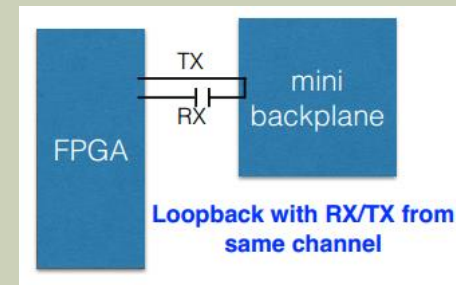 TX
RX
FPGA
mini
backplane
Loopback with RX/TX from
same channel